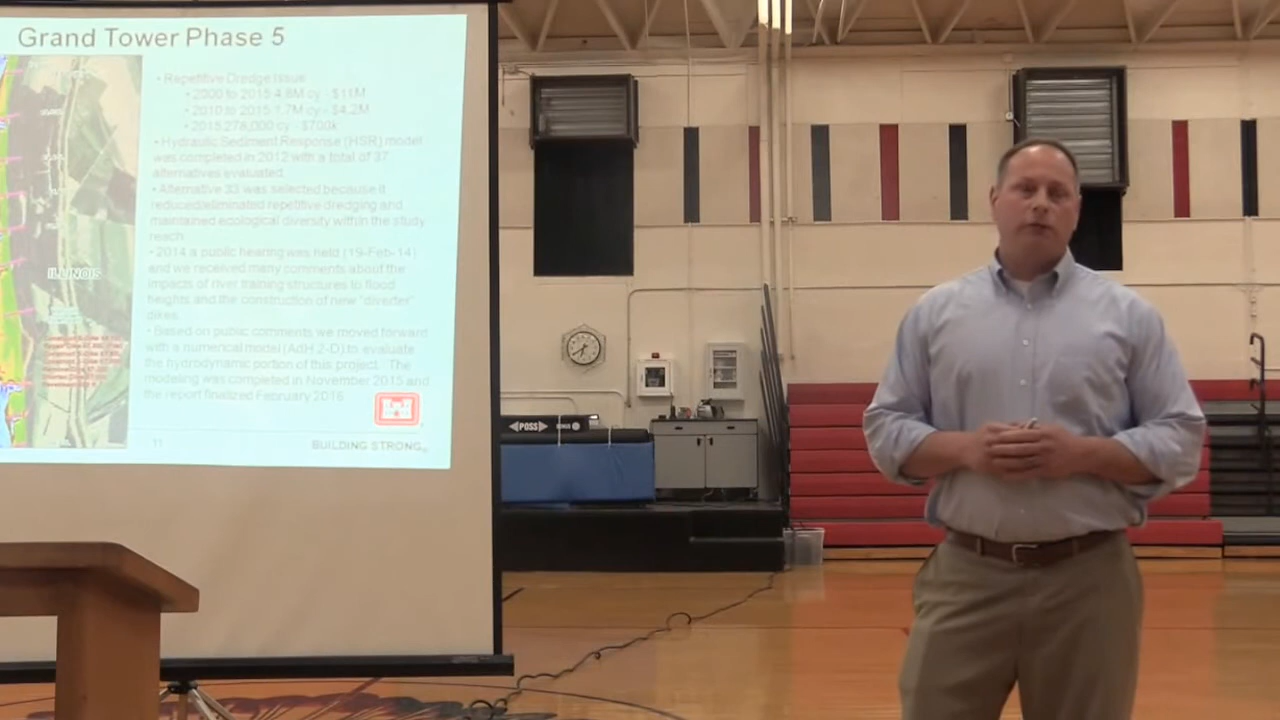 Grand Tower Phase 5
• Repetitive Dredge Issue
• 2000 to 2015 4.8M cy - $11M
• 2010 to 2015 1.7M cy - $4.2M
• 2015 278,000 cy - $700k
• Hydraulic Sediment Response (HSR) model
was completed in 2012 with a total of 37
alternatives evaluated
• Alternative 33 was selected because it
reduced/eliminated repetitive dredging and
maintained ecological diversity within the study
reach
• 2014 a public hearing was held (19-Feb-14)
and we received many comments about the
impacts of river training structures to flood
heights and the construction of new "diverter"
dikes.
• Based on public comments we moved forward
with a numerical model (AdH 2-D) to evaluate
the hydrodynamic portion of this project. The
modeling was completed in November 2015 and
the report finalized February 2016
ILLINOIS
11
BUILDING STRONG
POSS
BONUS